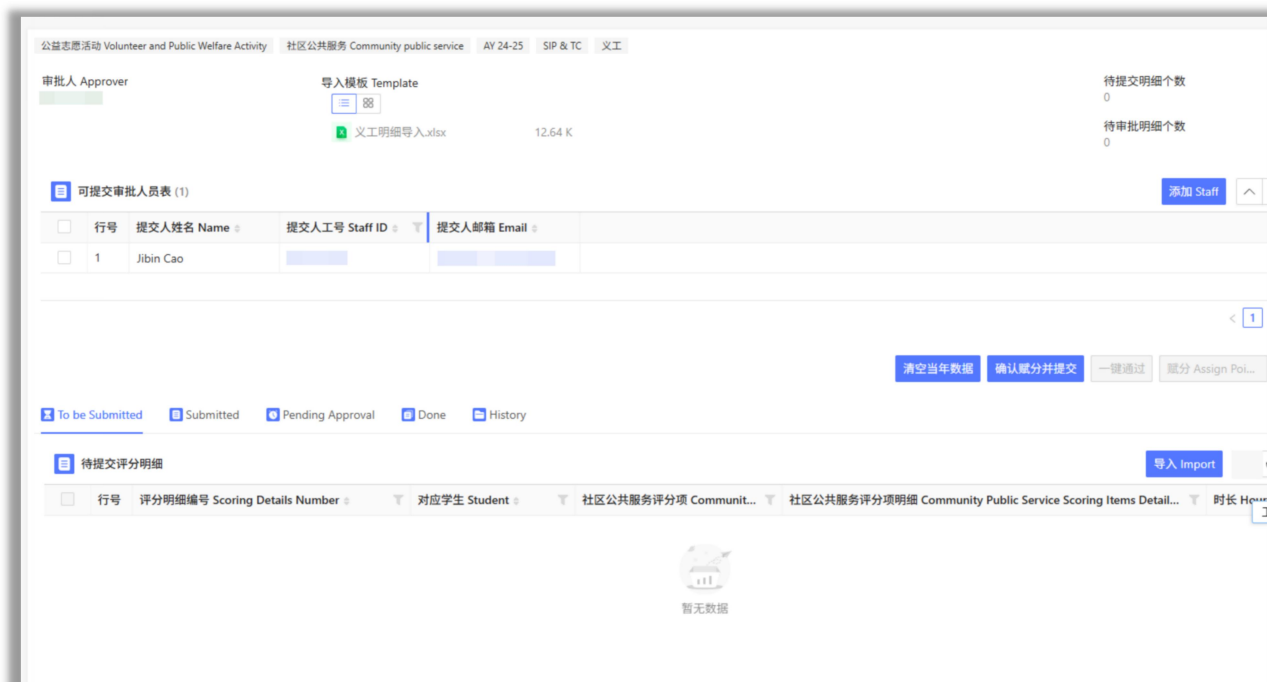 公益志愿活动 Volunteer and Public Welfare Activity 社区公共服务 Community public service AY 24-25 SIP & TC 义工
审批人 Approver
导入模板 Template
义工明细导入.xlsx 12.64 K
待提交明细个数
0
待审批明细个数
0
可提交审批人员表 (1)
添加 Staff
行号 提交人姓名 Name 提交人工号 Staff ID 提交人邮箱 Email
1 Jibin Cao
1
清空当年数据 确认赋分并提交 一键通过 赋分 Assign Poi...
To be Submitted Submitted Pending Approval Done History
待提交评分明细
导入 Import
行号 评分明细编号 Scoring Details Number 对应学生 Student 社区公共服务评分项 Communit... 社区公共服务评分项明细 Community Public Service Scoring Items Detail... 时长
暂无数据